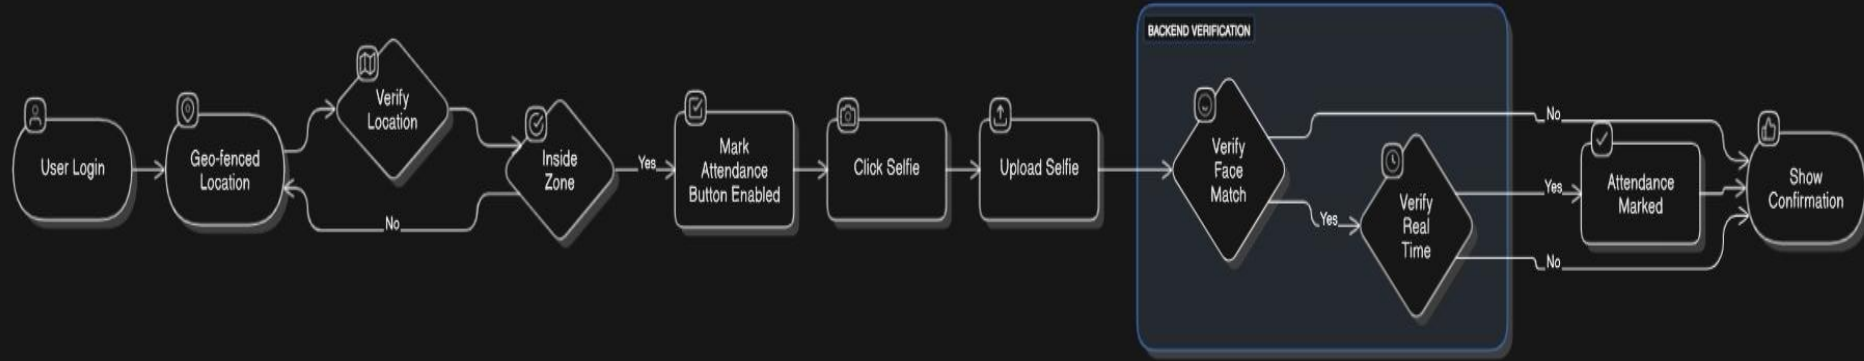 BACKEND VERIFICATION
User Login
Geo-fenced
Location
Verify
Location
Inside
Zone
No
Yes
Mark
Attendance
Button Enabled
Click Selfie
Upload Selfie
Verify
Face
Match
No
Yes
Verify
Real
Time
Yes
No
Attendance
Marked
Show
Confirmation